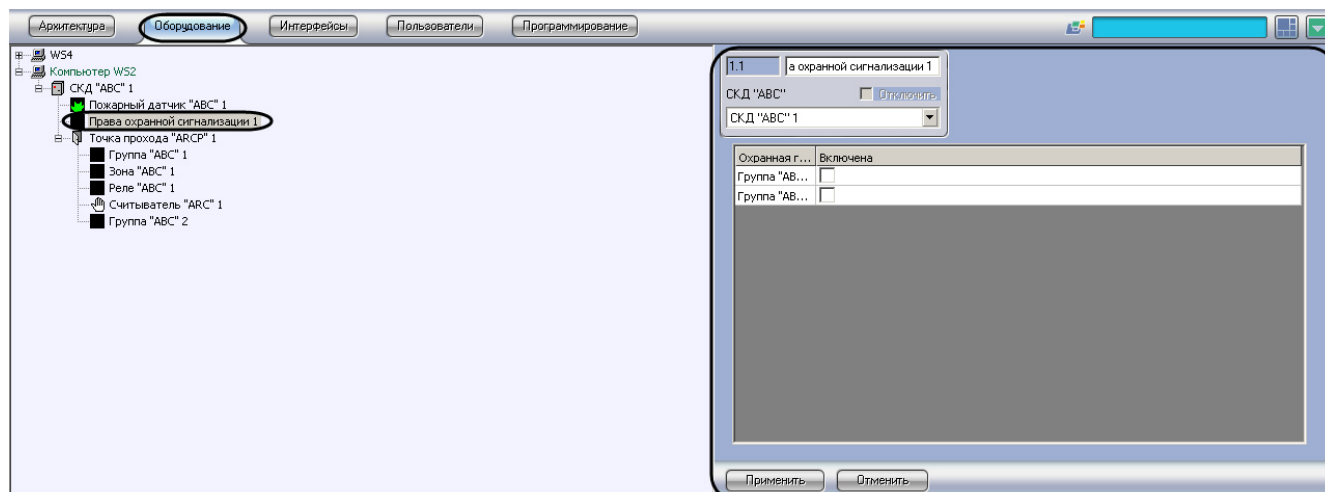 Архитектура Оборудование Интерфейсы Пользователи Программирование
WS4
Компьютер WS2
СКД "ABC" 1
Пожарный датчик "ABC" 1
Права охранной сигнализации 1
Точка прохода "ARCP" 1
Группа "ABC" 1
Зона "ABC" 1
Реле "ABC" 1
Считыватель "ARC" 1
Группа "ABC" 2
1.1 а охранной сигнализации 1
СКД "ABC" Отключить
СКД "ABC" 1
Охранная г... Включена
Группа "AB...
Группа "AB...
Применить Отменить